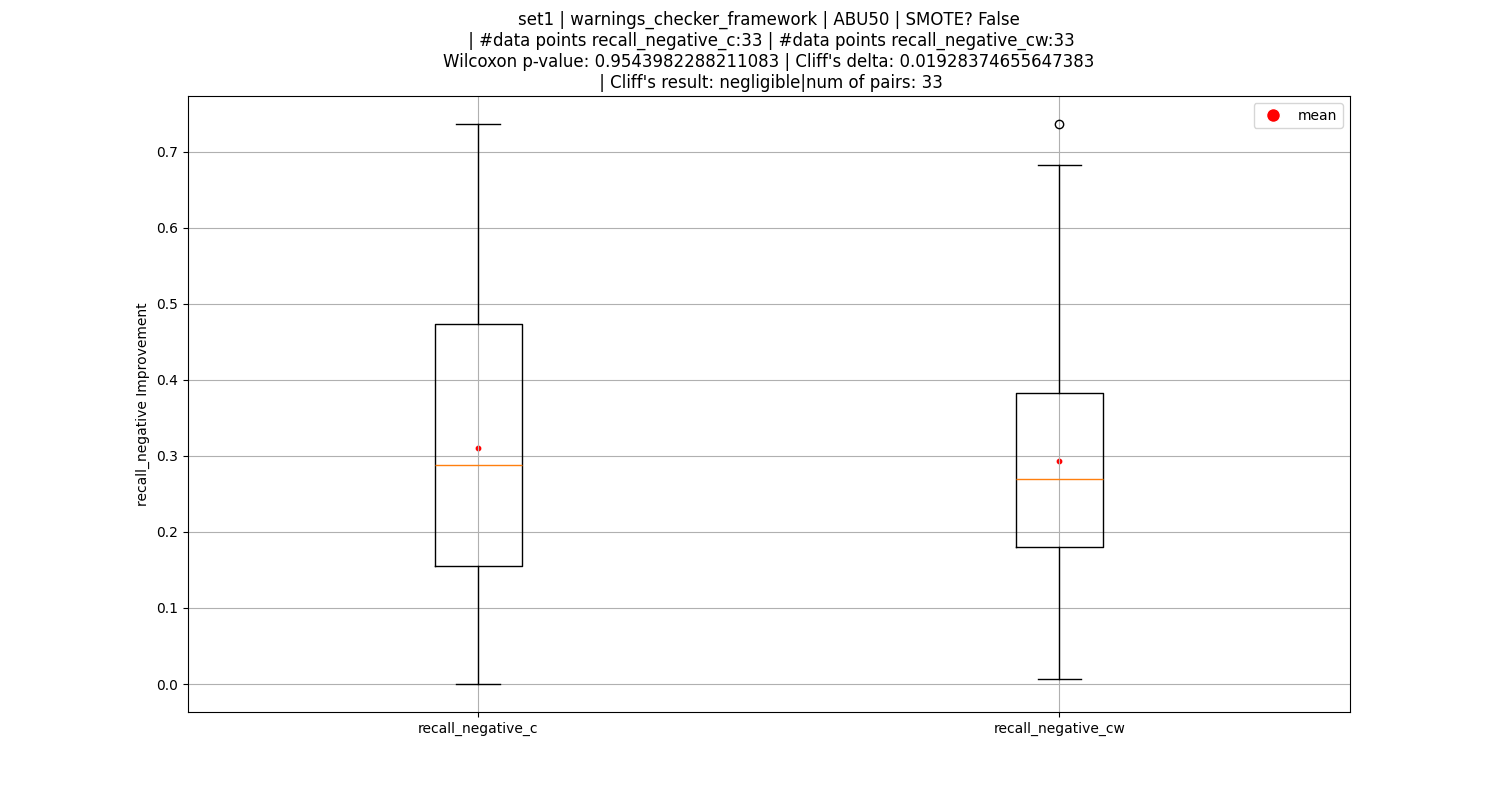 set1 | warnings_checker_framework | ABU50 | SMOTE? False
| #data points recall_negative_c:33 | #data points recall_negative_cw:33
Wilcoxon p-value: 0.9543982288211083 | Cliff's delta: 0.01928374655647383
| Cliff's result: negligible|num of pairs: 33
mean
0.7
0.6
0.5
0.4
0.3
0.2
0.1
0.0
recall_negative Improvement
recall_negative_c
recall_negative_cw